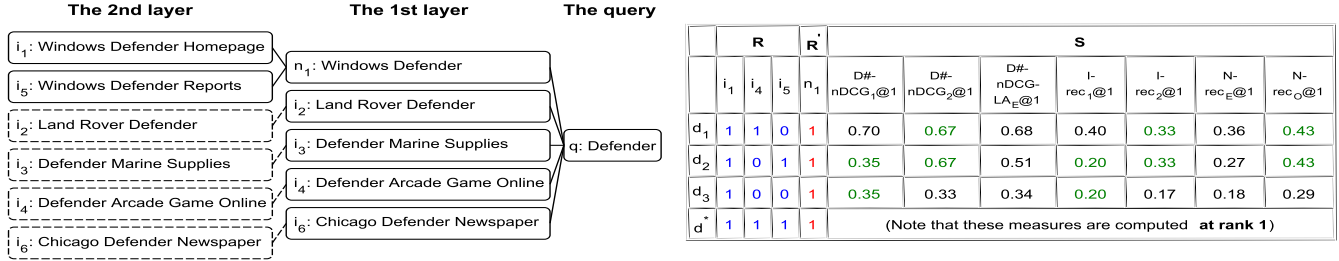 The 2nd layer The 1st layer The query
i1: Windows Defender Homepage
i5: Windows Defender Reports
i2: Land Rover Defender
i3: Defender Marine Supplies
i4: Defender Arcade Game Online
i6: Chicago Defender Newspaper
n1: Windows Defender
i2: Land Rover Defender
i3: Defender Marine Supplies
i4: Defender Arcade Game Online
i6: Chicago Defender Newspaper
q: Defender
R R' S
i1 i4 i5 n1 D#-nDCG1@1 D#-nDCG2@1 D#-nDCG-LAE@1 I-rec1@1 I-rec2@1 N-recE@1 N-recO@1
d1 1 1 0 1 0.70 0.67 0.68 0.40 0.33 0.36 0.43
d2 1 0 1 1 0.35 0.67 0.51 0.20 0.33 0.27 0.43
d3 1 0 0 1 0.35 0.33 0.34 0.20 0.17 0.18 0.29
d* 1 1 1 1 (Note that these measures are computed at rank 1)